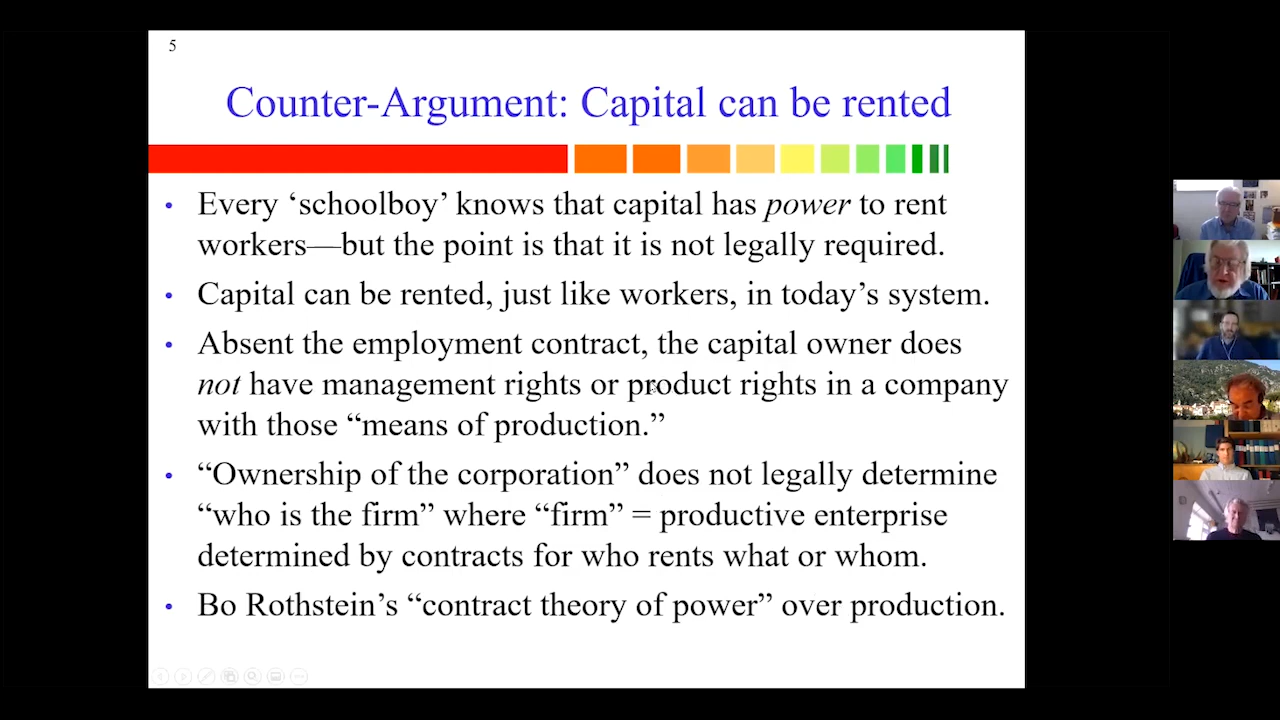 5
Counter-Argument: Capital can be rented
• Every ‘schoolboy’ knows that capital has power to rent
workers—but the point is that it is not legally required.
• Capital can be rented, just like workers, in today’s system.
• Absent the employment contract, the capital owner does
not have management rights or product rights in a company
with those “means of production.”
• “Ownership of the corporation” does not legally determine
“who is the firm” where “firm” = productive enterprise
determined by contracts for who rents what or whom.
• Bo Rothstein’s “contract theory of power” over production.